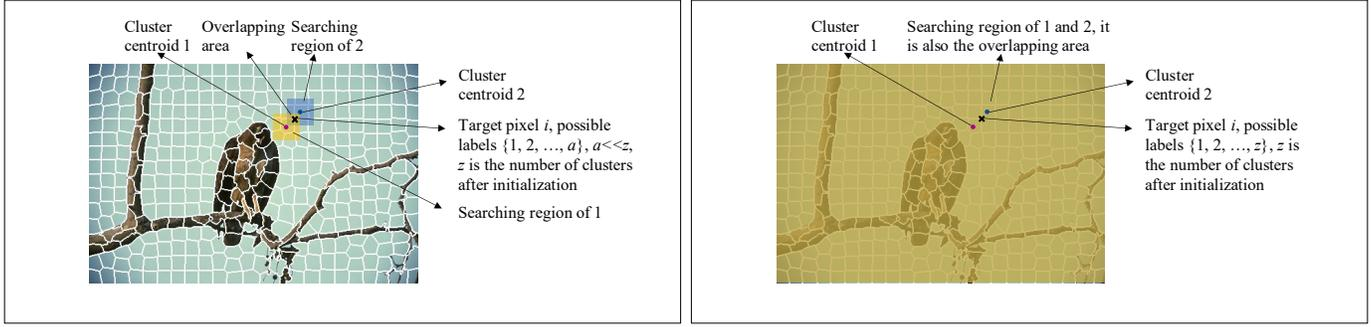 Cluster
centroid 1
Overlapping
area
Searching
region of 2
Cluster
centroid 2
Target pixel i, possible
labels {1, 2, …, a}, a<<z,
z is the number of clusters
after initialization
Searching region of 1
Cluster
centroid 1
Searching region of 1 and 2, it
is also the overlapping area
Cluster
centroid 2
Target pixel i, possible
labels {1, 2, …, z}, z is
the number of clusters
after initialization